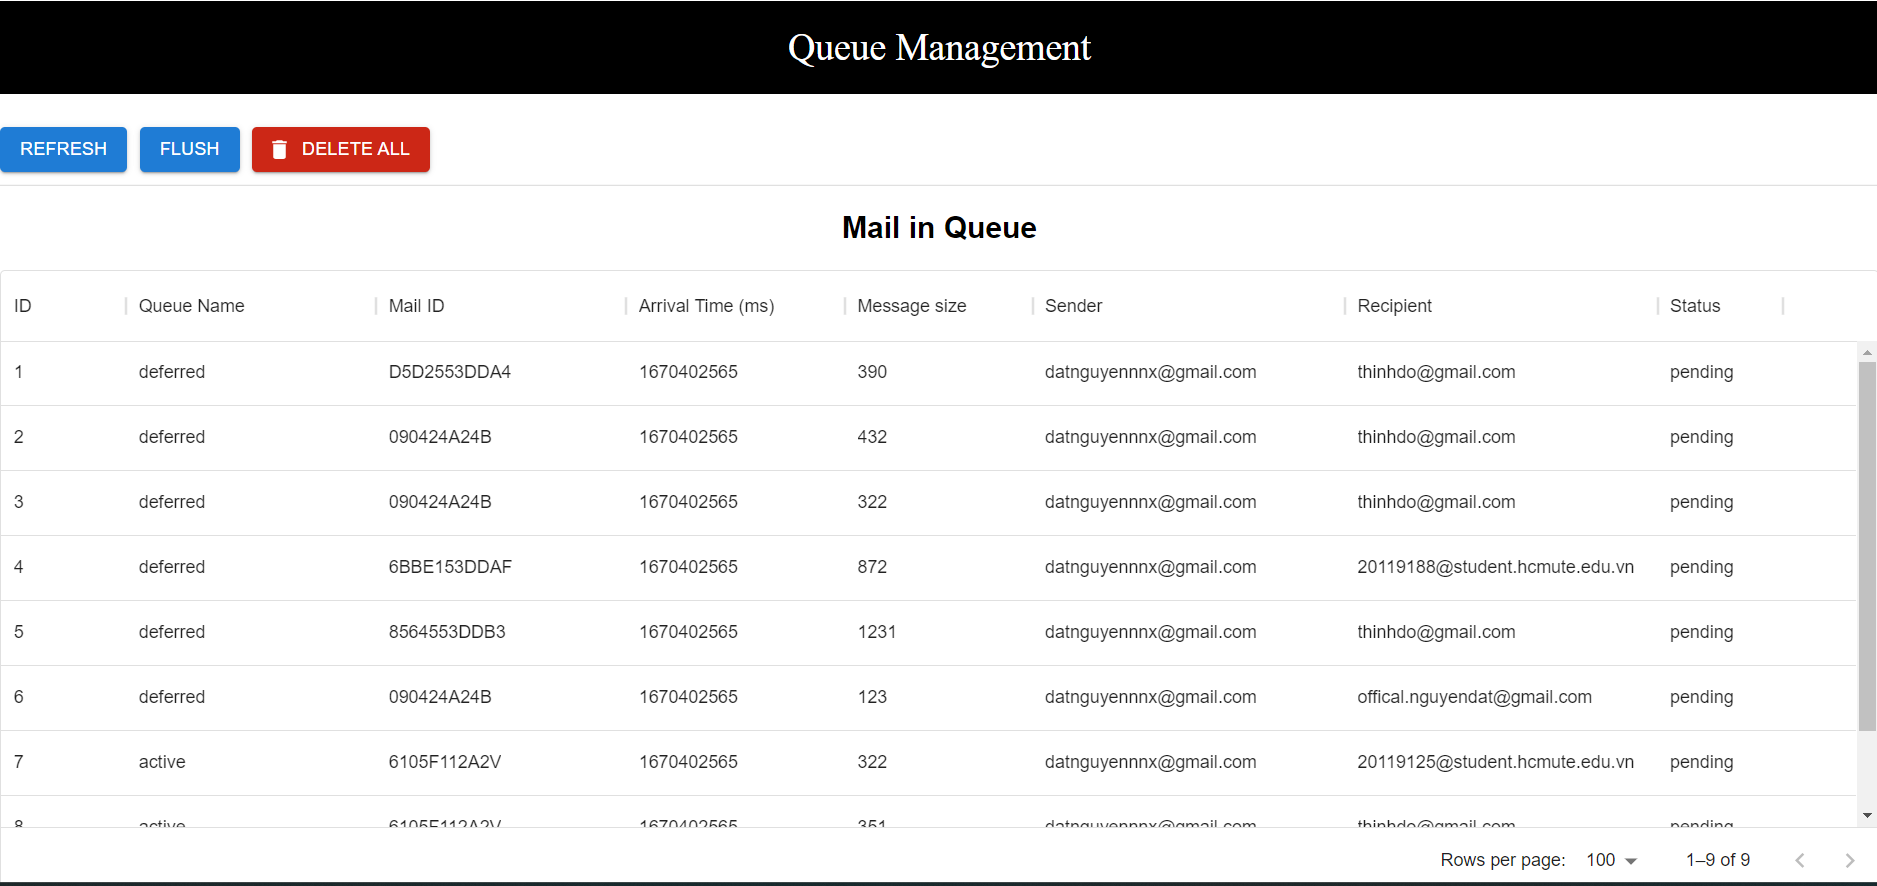 Queue Management
REFRESH FLUSH DELETE ALL
Mail in Queue
ID Queue Name Mail ID Arrival Time (ms) Message size Sender Recipient Status
1 deferred D5D2553DDA4 1670402565 390 datnguyennnx@gmail.com thinhdo@gmail.com pending
2 deferred 090424A24B 1670402565 432 datnguyennnx@gmail.com thinhdo@gmail.com pending
3 deferred 090424A24B 1670402565 322 datnguyennnx@gmail.com thinhdo@gmail.com pending
4 deferred 6BBE153DDAF 1670402565 872 datnguyennnx@gmail.com 20119188@student.hcmute.edu.vn pending
5 deferred 8564553DDB3 1670402565 1231 datnguyennnx@gmail.com thinhdo@gmail.com pending
6 deferred 090424A24B 1670402565 123 datnguyennnx@gmail.com offical.nguyendat@gmail.com pending
7 active 6105F112A2V 1670402565 322 datnguyennnx@gmail.com 20119125@student.hcmute.edu.vn pending
8 active 6105F112A2V 1670402565 351 datnguyennnx@gmail.com thinhdo@gmail.com pending
Rows per page: 100 1–9 of 9